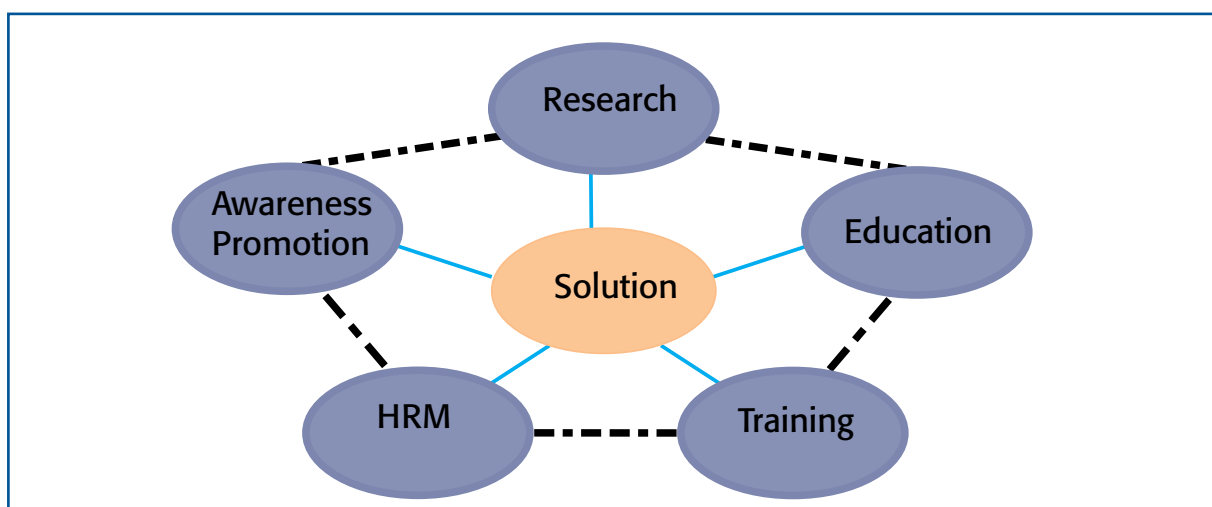 Research
Awareness
Promotion
Education
Solution
HRM
Training